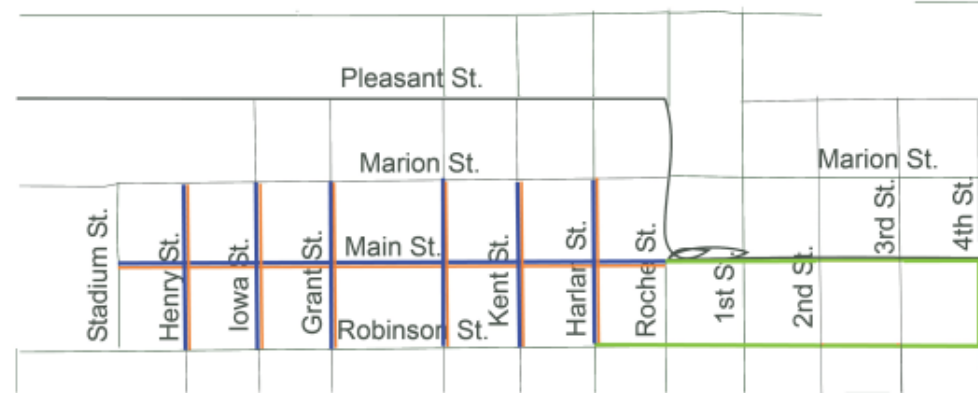 Pleasant St.
Marion St.
Marion St.
Main St.
Robinson St.
Stadium St.
Henry St.
Iowa St.
Grant St.
Kent St.
Harlan St.
Roche St.
1st St.
2nd St.
3rd St.
4th St.